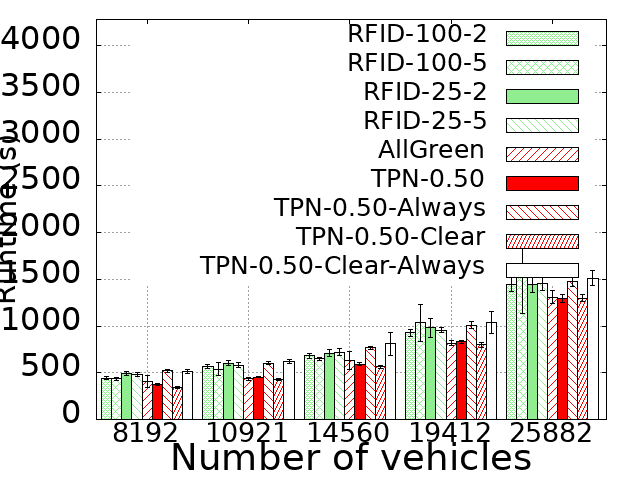 4000
3500
3000
2500
2000
1500
1000
500
0
Runtime (s)
RFID-100-2
RFID-100-5
RFID-25-2
RFID-25-5
AllGreen
TPN-0.50
TPN-0.50-Always
TPN-0.50-Clear
TPN-0.50-Clear-Always
8192 10921 14560 19412 25882
Number of vehicles